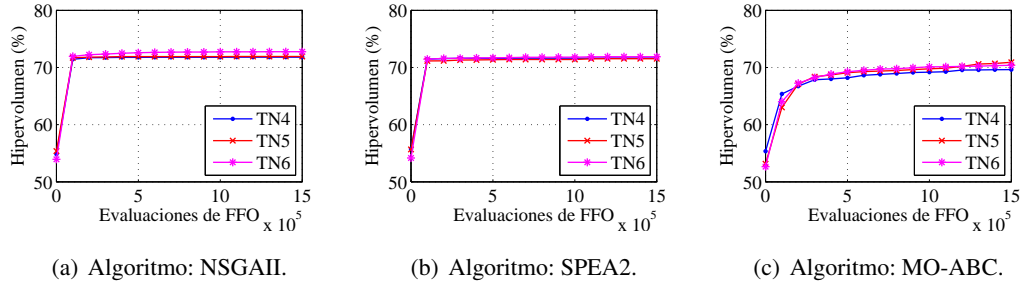 80
70
60
50
Hipervolumen (%)
TN4
TN5
TN6
0 5 10 15
Evaluaciones de FFO x 10^5
(a) Algoritmo: NSGAII.
80
70
60
50
Hipervolumen (%)
TN4
TN5
TN6
0 5 10 15
Evaluaciones de FFO x 10^5
(b) Algoritmo: SPEA2.
80
70
60
50
Hipervolumen (%)
TN4
TN5
TN6
0 5 10 15
Evaluaciones de FFO x 10^5
(c) Algoritmo: MO-ABC.